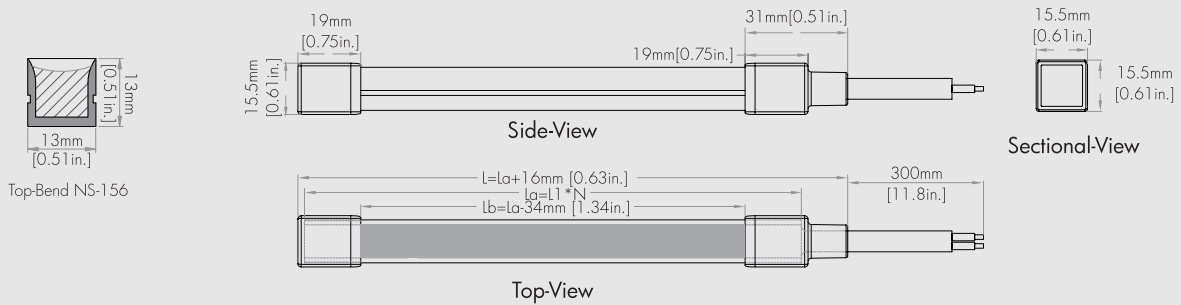 13mm
[0.51in.]
13mm
[0.51in.]
Top-Bend NS-156
19mm
[0.75in.]
15.5mm
[0.61in.]
31mm[0.51in.]
19mm[0.75in.]
Side-View
15.5mm
[0.61in.]
15.5mm
[0.61in.]
Sectional-View
L=La+16mm [0.63in.]
La=L1*N
Lb=La-34mm [1.34in.]
300mm
[11.8in.]
Top-View